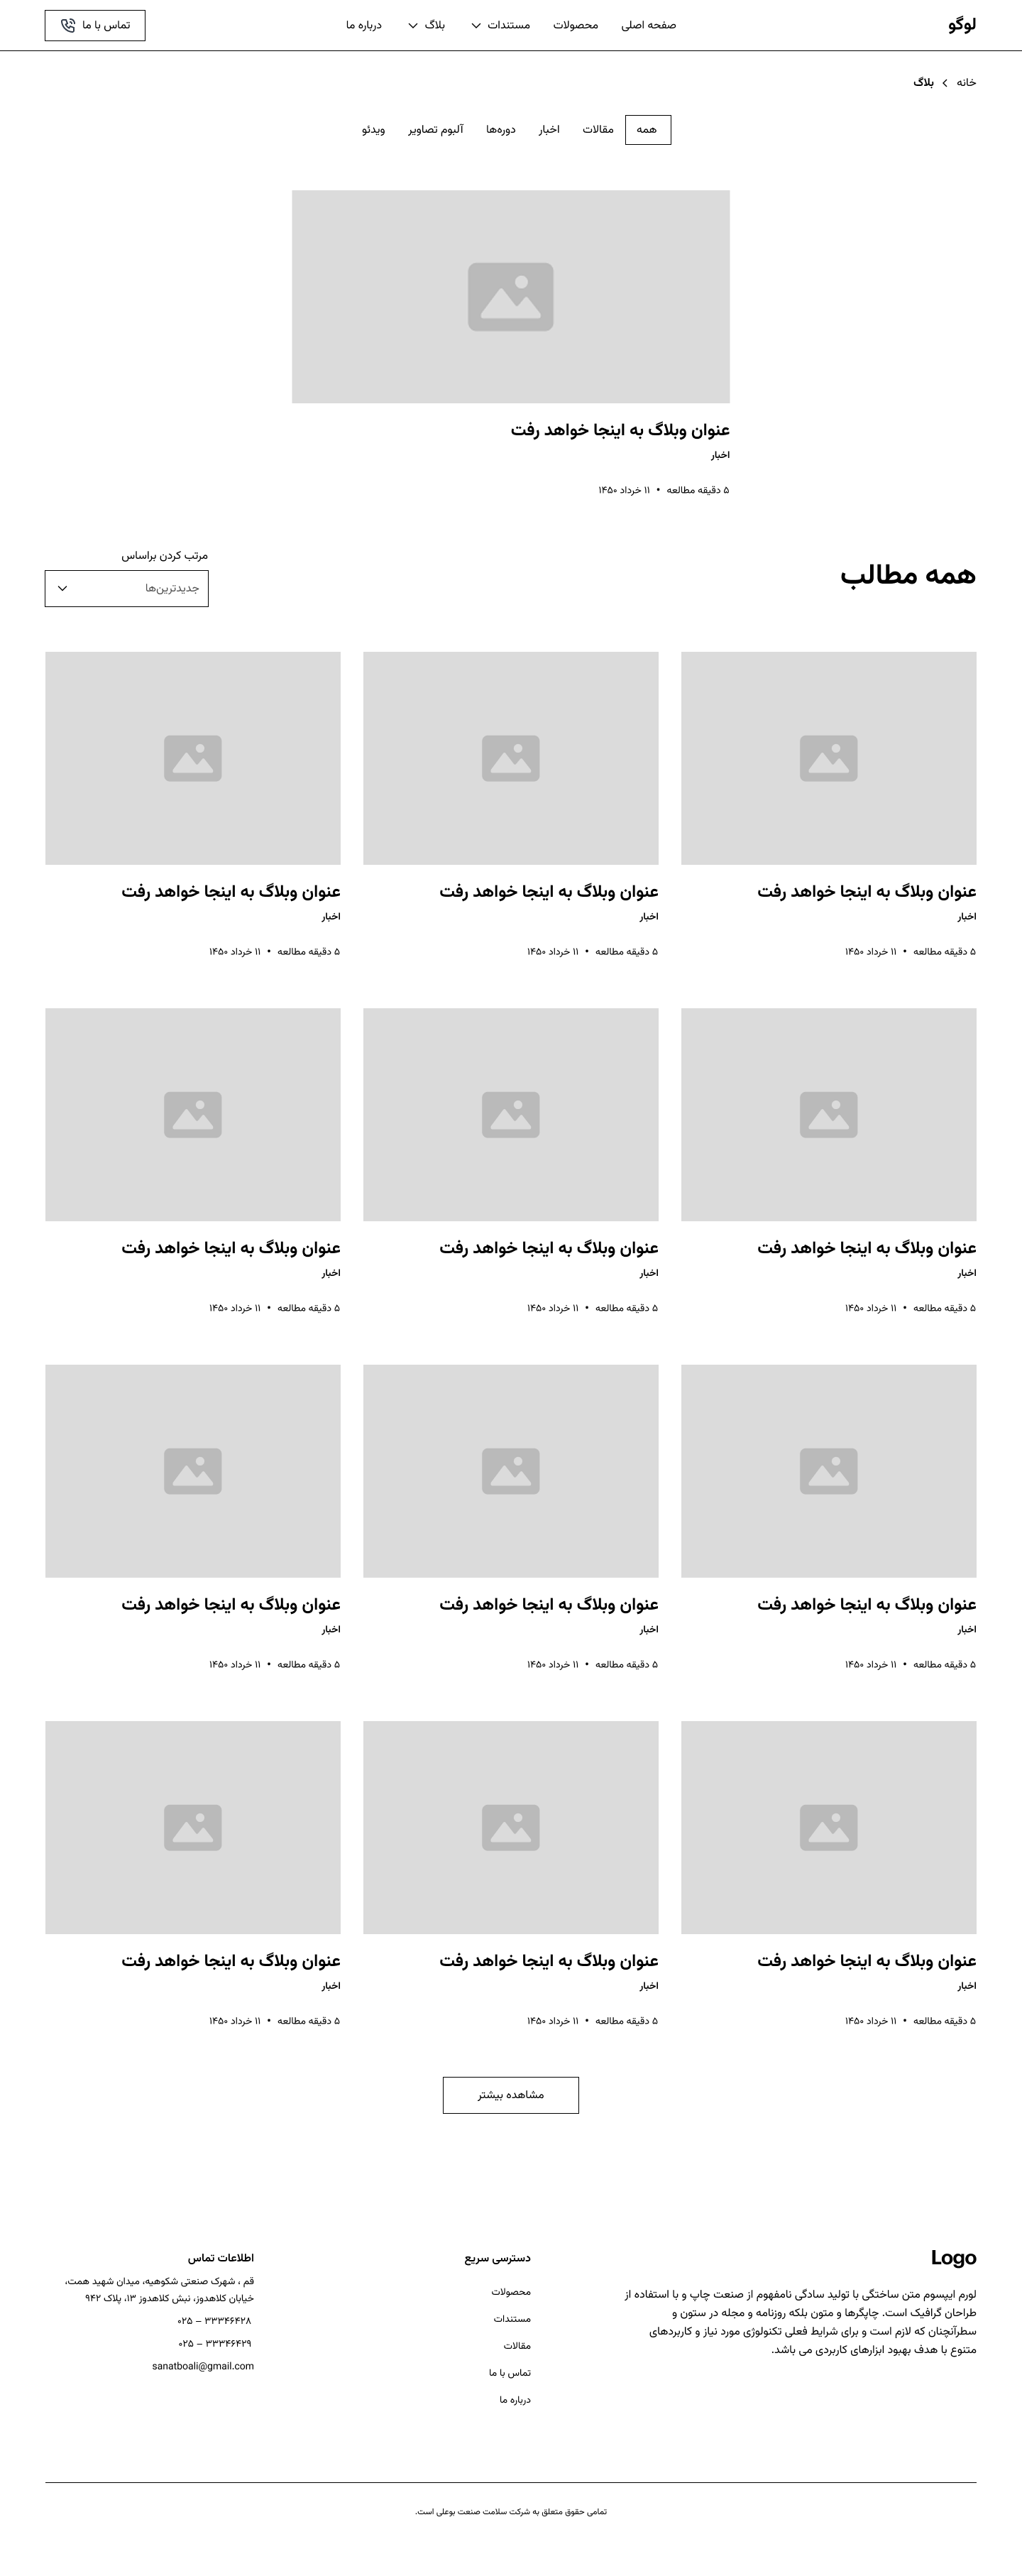 لوگو
صفحه اصلی
محصولات
مستندات
بلاگ
درباره ما
تماس با ما
خانه
بلاگ
همه
مقالات
اخبار
دوره‌ها
آلبوم تصاویر
ویدئو
عنوان وبلاگ به اینجا خواهد رفت
اخبار
۵ دقیقه مطالعه • ۱۱ خرداد ۱۴۵۰
همه مطالب
مرتب کردن براساس
جدیدترین‌ها
عنوان وبلاگ به اینجا خواهد رفت
اخبار
۵ دقیقه مطالعه • ۱۱ خرداد ۱۴۵۰
عنوان وبلاگ به اینجا خواهد رفت
اخبار
۵ دقیقه مطالعه • ۱۱ خرداد ۱۴۵۰
عنوان وبلاگ به اینجا خواهد رفت
اخبار
۵ دقیقه مطالعه • ۱۱ خرداد ۱۴۵۰
عنوان وبلاگ به اینجا خواهد رفت
اخبار
۵ دقیقه مطالعه • ۱۱ خرداد ۱۴۵۰
عنوان وبلاگ به اینجا خواهد رفت
اخبار
۵ دقیقه مطالعه • ۱۱ خرداد ۱۴۵۰
عنوان وبلاگ به اینجا خواهد رفت
اخبار
۵ دقیقه مطالعه • ۱۱ خرداد ۱۴۵۰
عنوان وبلاگ به اینجا خواهد رفت
اخبار
۵ دقیقه مطالعه • ۱۱ خرداد ۱۴۵۰
عنوان وبلاگ به اینجا خواهد رفت
اخبار
۵ دقیقه مطالعه • ۱۱ خرداد ۱۴۵۰
عنوان وبلاگ به اینجا خواهد رفت
اخبار
۵ دقیقه مطالعه • ۱۱ خرداد ۱۴۵۰
عنوان وبلاگ به اینجا خواهد رفت
اخبار
۵ دقیقه مطالعه • ۱۱ خرداد ۱۴۵۰
عنوان وبلاگ به اینجا خواهد رفت
اخبار
۵ دقیقه مطالعه • ۱۱ خرداد ۱۴۵۰
عنوان وبلاگ به اینجا خواهد رفت
اخبار
۵ دقیقه مطالعه • ۱۱ خرداد ۱۴۵۰
مشاهده بیشتر
Logo
لورم ایپسوم متن ساختگی با تولید سادگی نامفهوم از صنعت چاپ و با استفاده از
طراحان گرافیک است. چاپگرها و متون بلکه روزنامه و مجله در ستون و
سطرآنچنان که لازم است و برای شرایط فعلی تکنولوژی مورد نیاز و کاربردهای
متنوع با هدف بهبود ابزارهای کاربردی می باشد.
دسترسی سریع
محصولات
مستندات
مقالات
تماس با ما
درباره ما
اطلاعات تماس
قم ، شهرک صنعتی شکوهیه، میدان شهید همت،
خیابان کلاهدوز، نبش کلاهدوز ۱۳، پلاک ۹۴۲
۰۲۵ – ۳۳۳۴۶۴۲۸
۰۲۵ – ۳۳۳۴۶۴۲۹
sanatboali@gmail.com
تمامی حقوق متعلق به شرکت سلامت صنعت بوعلی است.